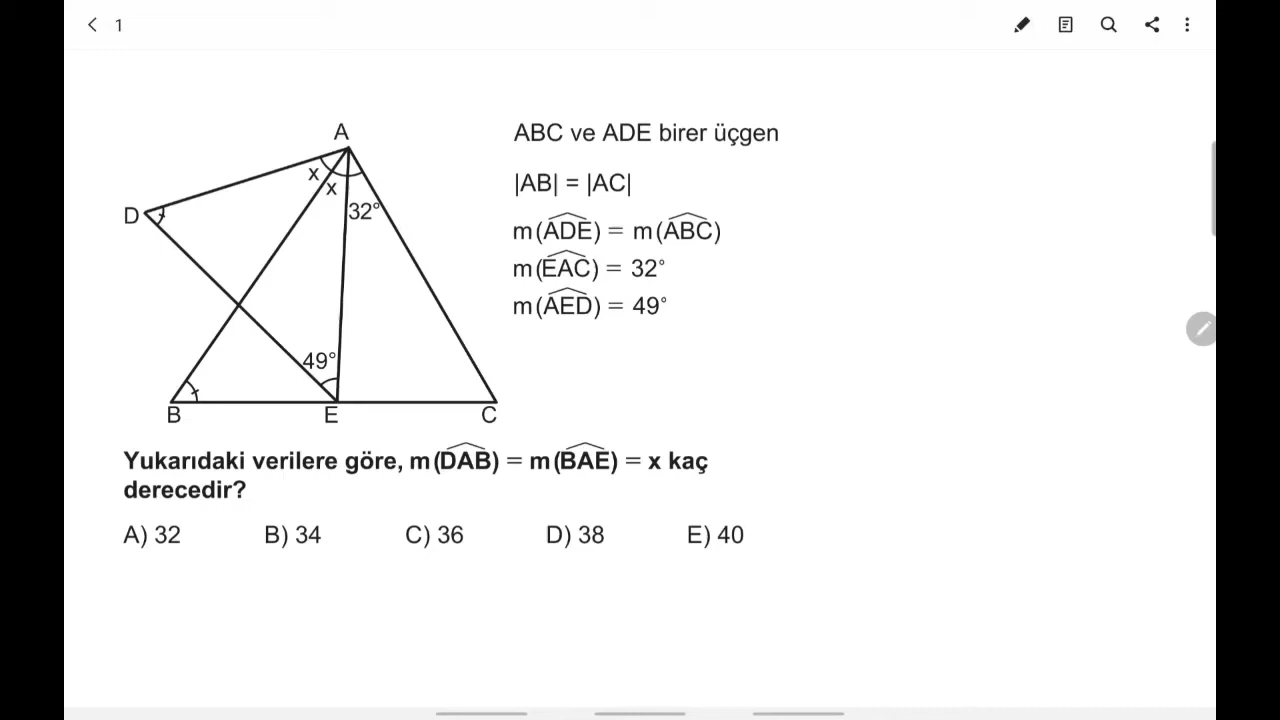 1
A
ABC ve ADE birer üçgen
x
x
|AB| = |AC|
D
32°
m(ADE) = m(ABC)
m(EAC) = 32°
m(AED) = 49°
49°
B
E
C
Yukarıdaki verilere göre, m(DAB) = m(BAE) = x kaç
derecedir?
A) 32 B) 34 C) 36 D) 38 E) 40